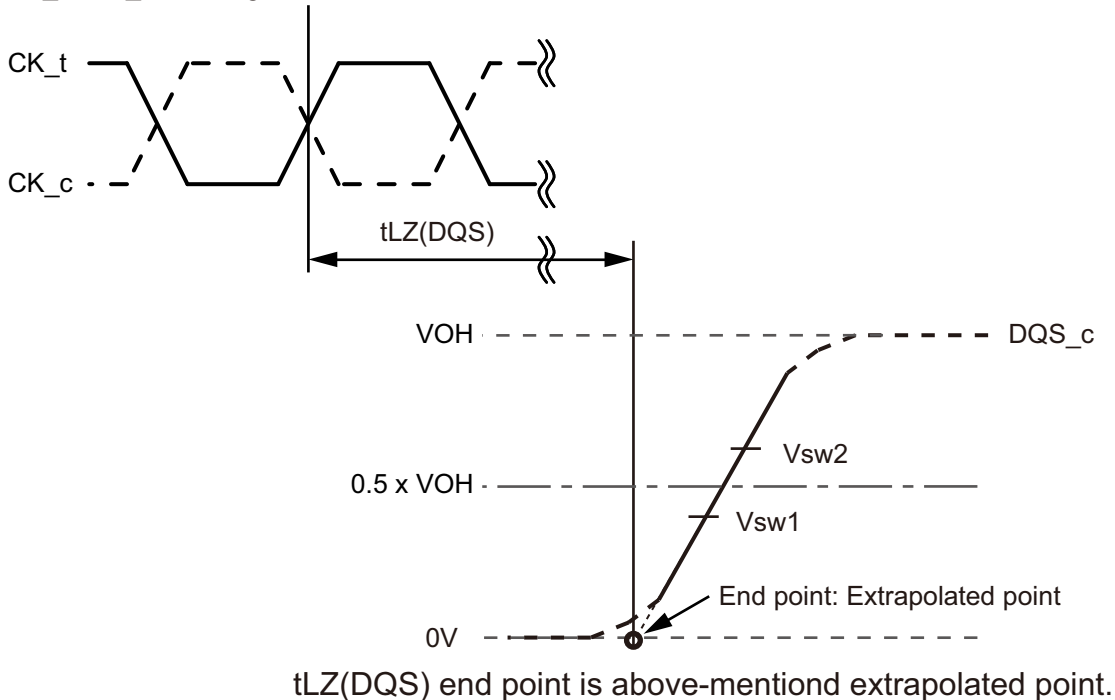 CK_t
CK_c
tLZ(DQS)
VOH
DQS_c
Vsw2
0.5 x VOH
Vsw1
End point: Extrapolated point
0V
tLZ(DQS) end point is above-mentiond extrapolated point.